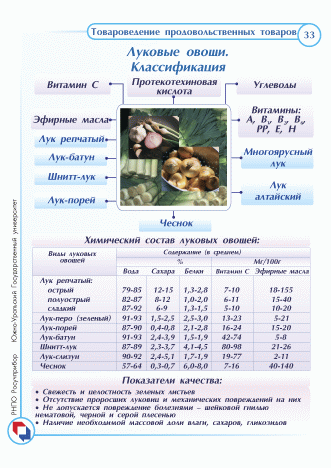 Товароведение продовольственных товаров 33
Луковые овощи.
Классификация
Витамин С
Протекотехиновая
кислота
Углеводы
Эфирные масла
Витамины:
А, В₁, В₂, В₆,
РР, Е, Н
Лук репчатый
Лук-батун
Многоярусный
лук
Шнитт-лук
Лук
алтайский
Лук-порей
Чеснок
Химический состав луковых овощей:
Виды луковых
овощей
Содержание (в среднем)
% Мг/100г
Вода Сахара Белки Витамин С Эфирные масла
Лук репчатый:
острый 79-85 12-15 1,3-2,8 7-10 18-155
полуострый 82-87 8-12 1,0-2,0 6-11 15-40
сладкий 87-92 6-9 1,3-1,5 5-10 10-20
Лук-перо (зеленый) 91-93 1,5-2,5 2,5-3,0 13-23 5-21
Лук-порей 87-90 0,4-0,8 2,1-2,8 16-24 15-20
Лук-батун 91-93 2,4-3,9 1,5-1,9 42-74 5-8
Шнитт-лук 87-89 2,3-3,7 4,1-4,5 80-98 21-26
Лук-слизун 90-92 2,4-5,1 1,7-1,9 19-77 2-11
Чеснок 57-64 0,3-0,7 6,0-8,0 7-16 40-140
Показатели качества:
• Свежесть и целостность зеленых листьев
• Отсутствие проросших луковиц и механических повреждений на них
• Не допускается повреждение болезнями – шейковой гнилью
нематовой, черной и серой плесенью
• Наличие необходимой массовой доли влаги, сахаров, гликозидов
РНПО Росучприбор Южно-Уральский Государственный университет